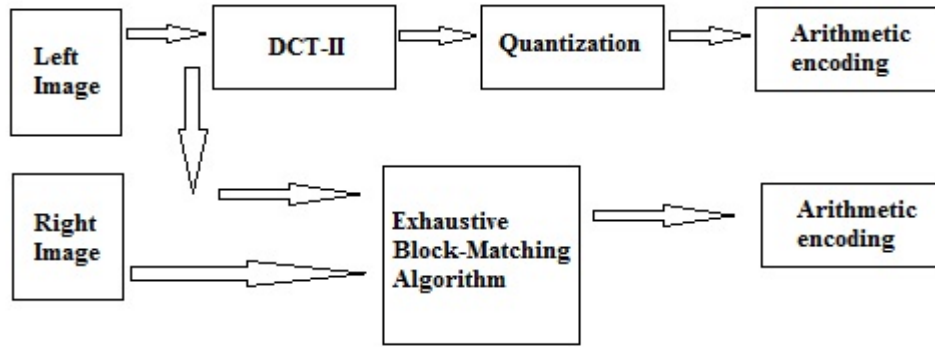 Left
Image
DCT-II
Quantization
Arithmetic
encoding
Right
Image
Exhaustive
Block-Matching
Algorithm
Arithmetic
encoding